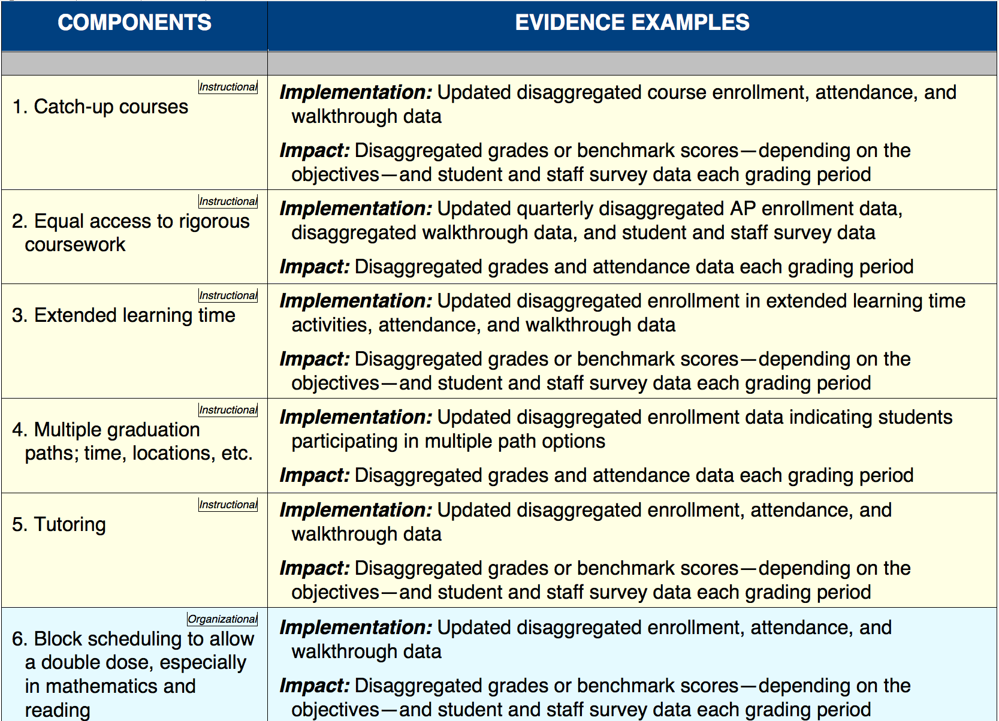 COMPONENTS
EVIDENCE EXAMPLES
Instructional
1. Catch-up courses
Implementation: Updated disaggregated course enrollment, attendance, and
walkthrough data
Impact: Disaggregated grades or benchmark scores—depending on the
objectives—and student and staff survey data each grading period
Instructional
2. Equal access to rigorous
coursework
Implementation: Updated quarterly disaggregated AP enrollment data,
disaggregated walkthrough data, and student and staff survey data
Impact: Disaggregated grades and attendance data each grading period
Instructional
3. Extended learning time
Implementation: Updated disaggregated enrollment in extended learning time
activities, attendance, and walkthrough data
Impact: Disaggregated grades or benchmark scores—depending on the
objectives—and student and staff survey data each grading period
Instructional
4. Multiple graduation
paths; time, locations, etc.
Implementation: Updated disaggregated enrollment data indicating students
participating in multiple path options
Impact: Disaggregated grades and attendance data each grading period
Instructional
5. Tutoring
Implementation: Updated disaggregated enrollment, attendance, and
walkthrough data
Impact: Disaggregated grades or benchmark scores—depending on the
objectives—and student and staff survey data each grading period
Organizational
6. Block scheduling to allow
a double dose, especially
in mathematics and
reading
Implementation: Updated disaggregated enrollment, attendance, and
walkthrough data
Impact: Disaggregated grades or benchmark scores—depending on the
objectives—and student and staff survey data each grading period